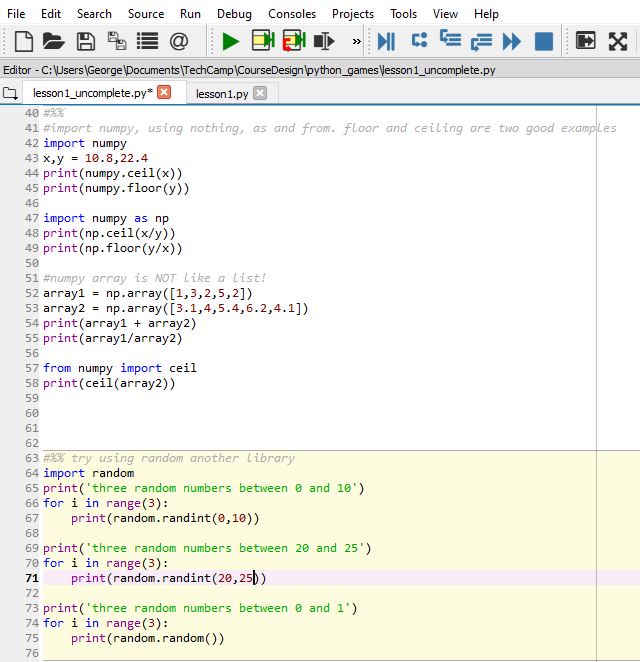 File Edit Search Source Run Debug Consoles Projects Tools View Help
@ »
Editor - C:\Users\George\Documents\TechCamp\CourseDesign\python_games\lesson1_uncomplete.py
lesson1_uncomplete.py* lesson1.py
40 #%%
41 #import numpy, using nothing, as and from. floor and ceiling are two good examples
42 import numpy
43 x,y = 10.8,22.4
44 print(numpy.ceil(x))
45 print(numpy.floor(y))
46
47 import numpy as np
48 print(np.ceil(x/y))
49 print(np.floor(y/x))
50
51 #numpy array is NOT like a list!
52 array1 = np.array([1,3,2,5,2])
53 array2 = np.array([3.1,4,5.4,6.2,4.1])
54 print(array1 + array2)
55 print(array1/array2)
56
57 from numpy import ceil
58 print(ceil(array2))
59
60
61
62
63 #%% try using random another library
64 import random
65 print('three random numbers between 0 and 10')
66 for i in range(3):
67     print(random.randint(0,10))
68
69 print('three random numbers between 20 and 25')
70 for i in range(3):
71     print(random.randint(20,25))
72
73 print('three random numbers between 0 and 1')
74 for i in range(3):
75     print(random.random())
76